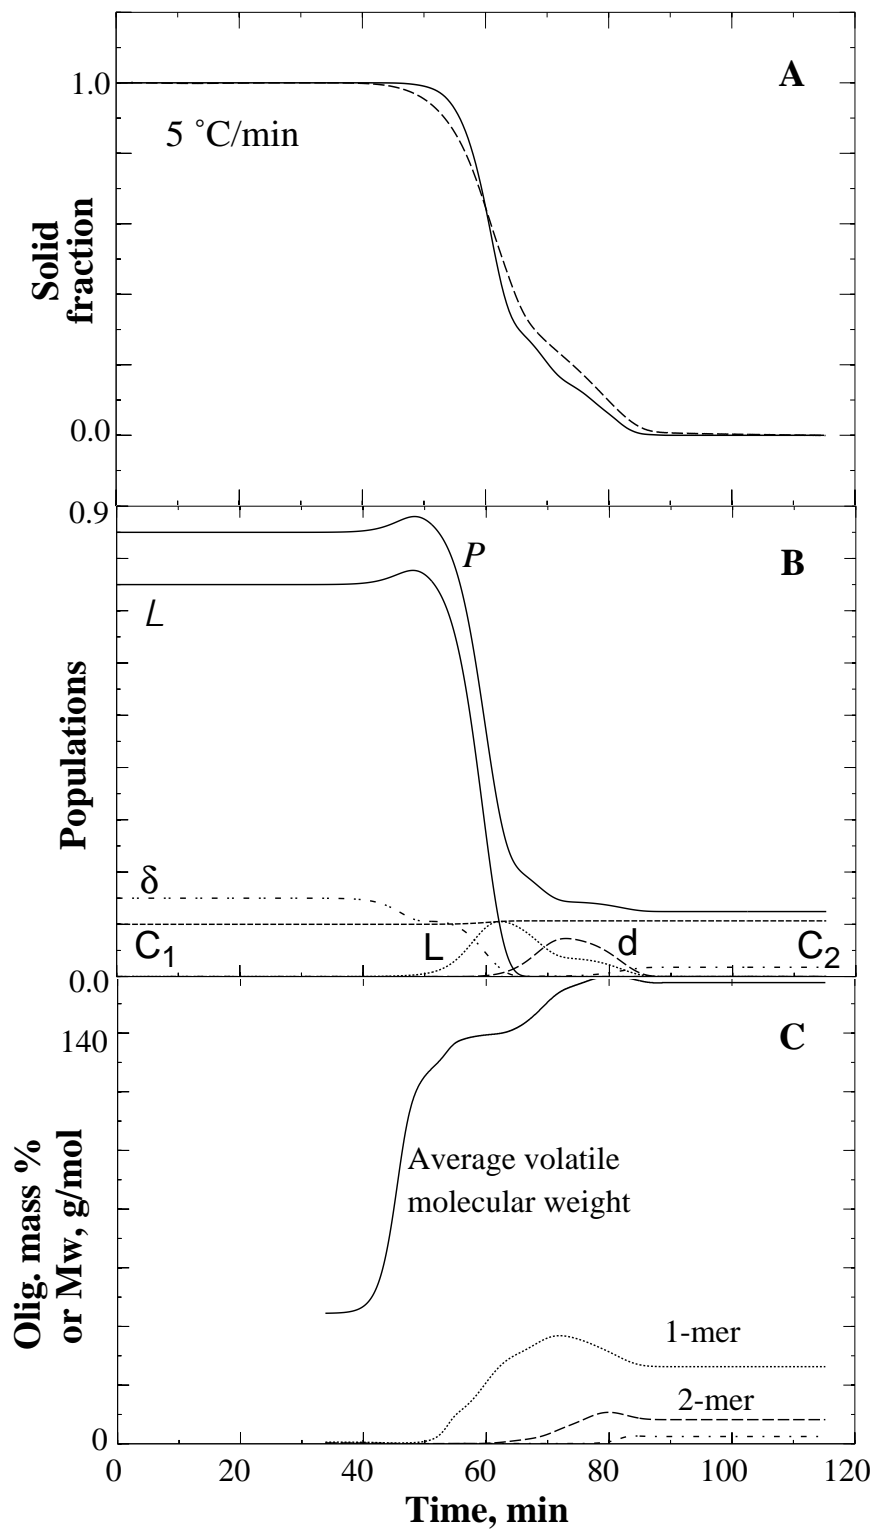 A
1.0
5 °C/min
Solid
fraction
0.0
0.9
P
B
L
Populations
δ
C1
L
d
C2
0.0
140
C
Olig. mass %
or Mw, g/mol
Average volatile
molecular weight
1-mer
2-mer
0
0 20 40 60 80 100 120
Time, min